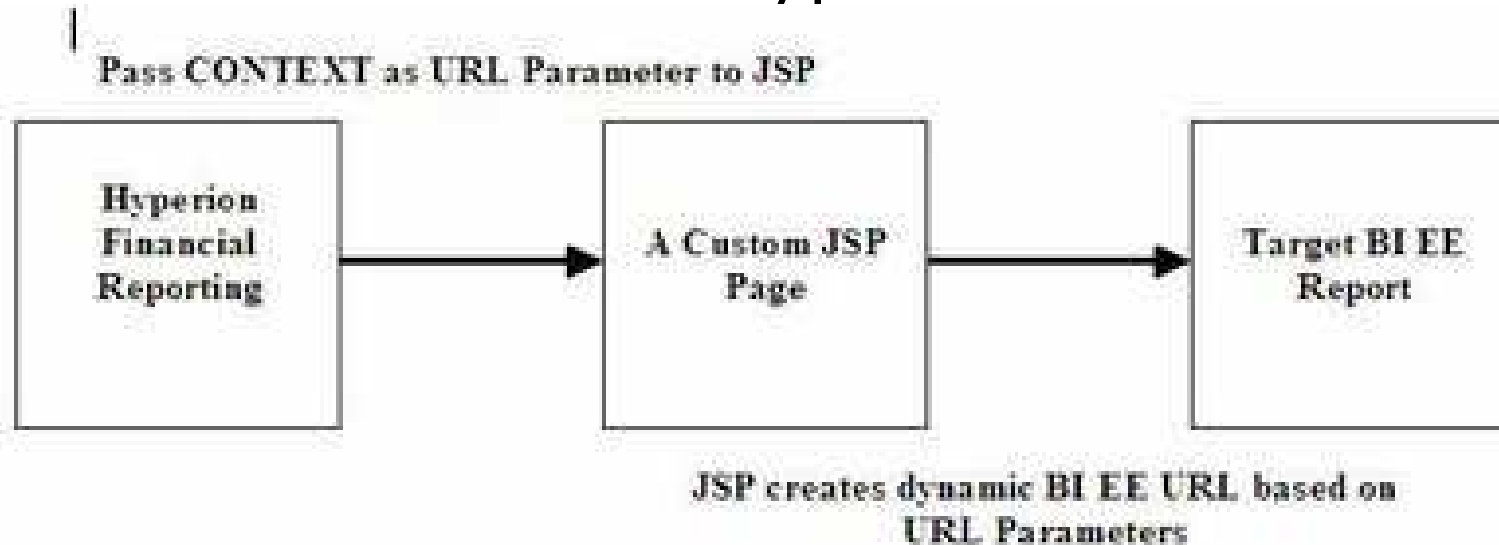 Pass CONTEXT as URL Parameter to JSP
Hyperion
Financial
Reporting
A Custom JSP
Page
Target BI EE
Report
JSP creates dynamic BI EE URL based on
URL Parameters